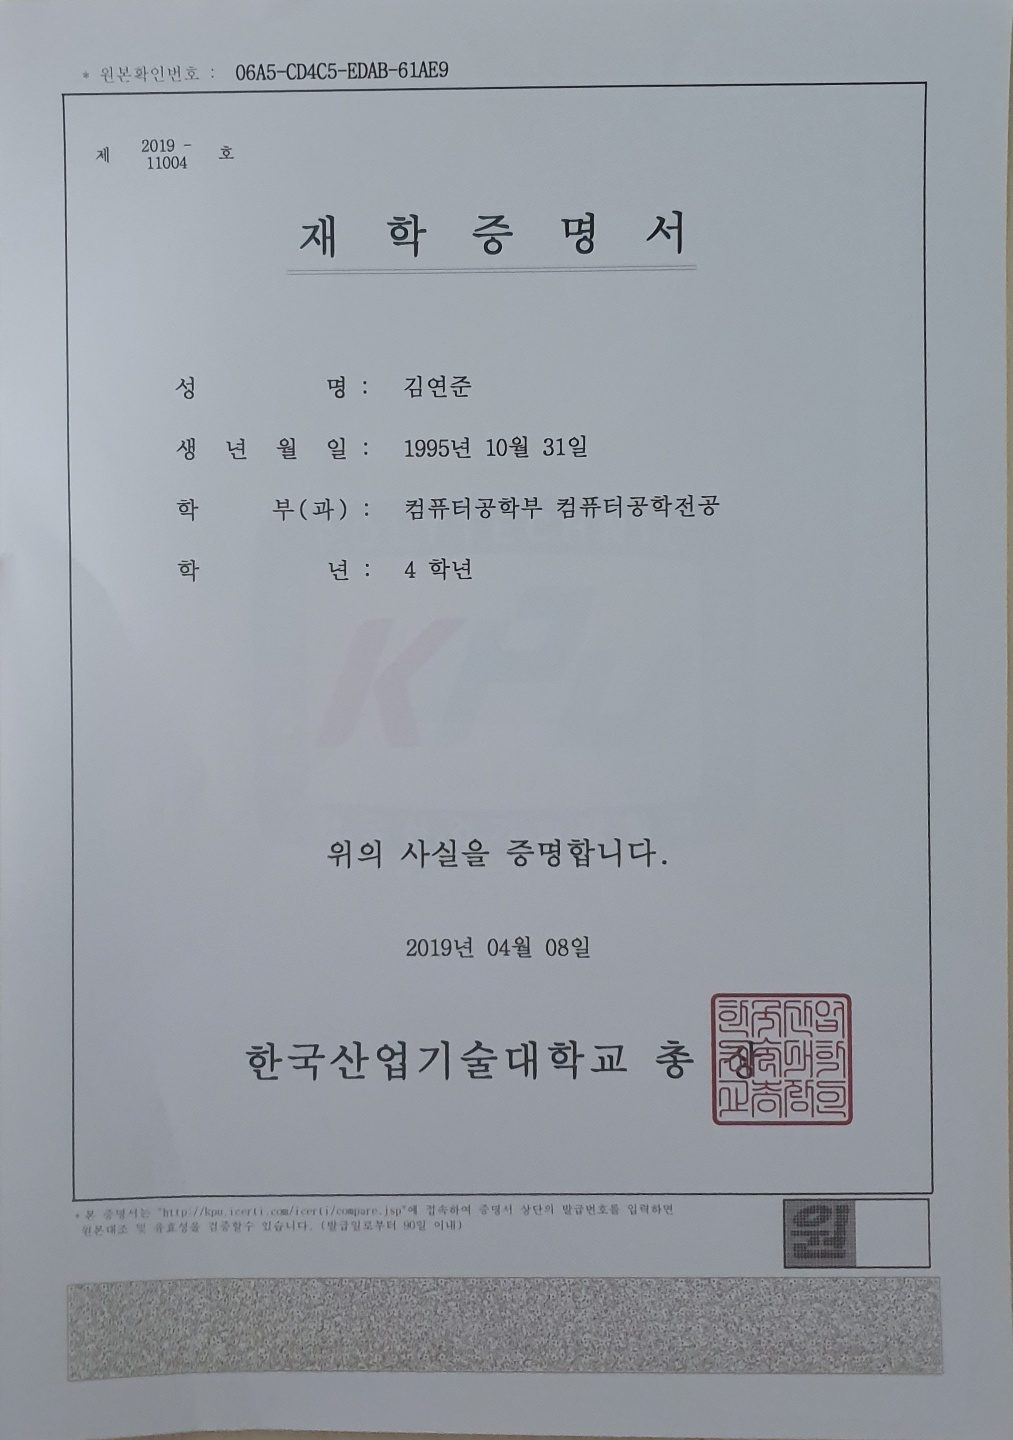 * 원본확인번호 : 06A5-CD4C5-EDAB-61AE9
제 2019 - 11004 호
재 학 증 명 서
성 명 : 김연준
생 년 월 일 : 1995년 10월 31일
학 부(과) : 컴퓨터공학부 컴퓨터공학전공
학 년 : 4 학년
KPU
위의 사실을 증명합니다.
2019년 04월 08일
한국산업기술대학교 총 장
한국산업기술대학교총장의
* 본 증명서는 "http://kpu.icerti.com/icerti/compare.jsp"에 접속하여 증명서 상단의 발급번호를 입력하면
원본대조 및 유효성을 검증할수 있습니다. (발급일로부터 90일 이내)
원